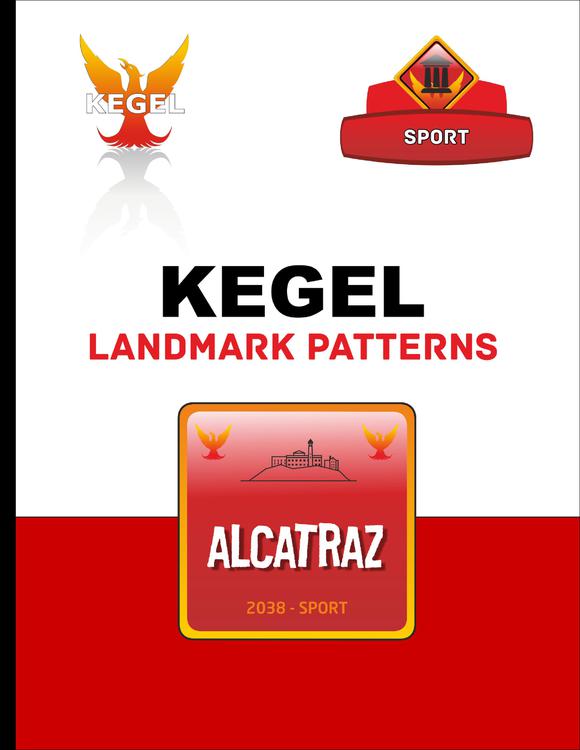 KEGEL
SPORT
KEGEL
LANDMARK PATTERNS
ALCATRAZ
2038 - SPORT